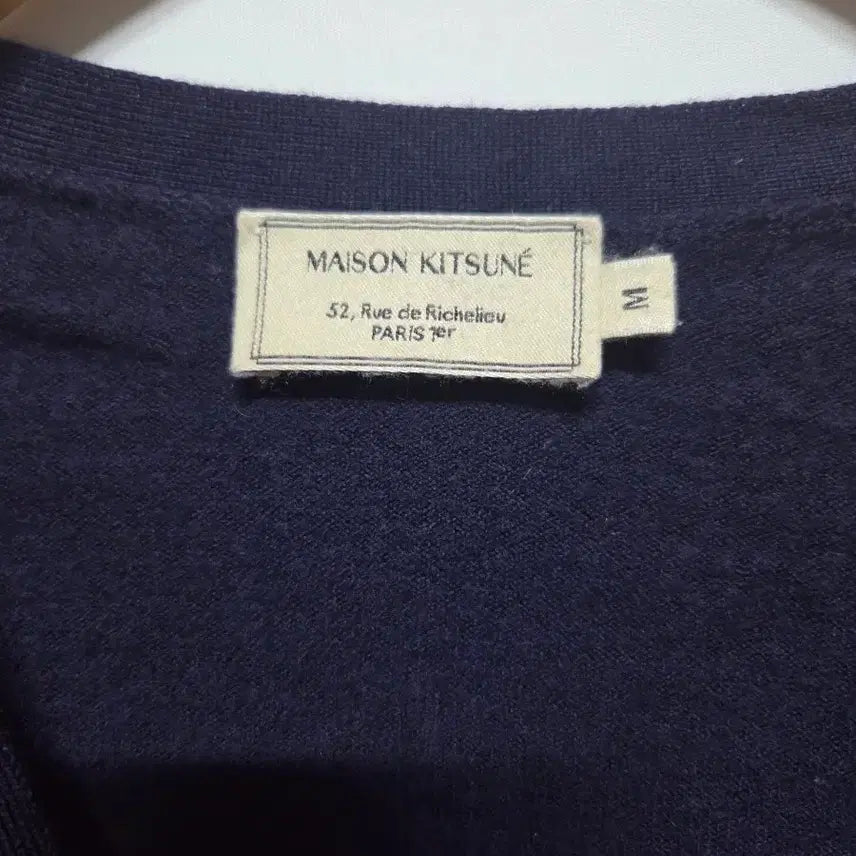 MAISON KITSUNÉ
52, Rue de Richelieu
PARIS 1er
M